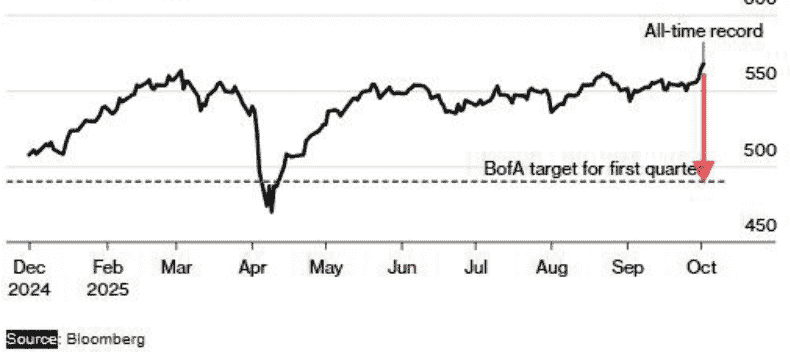 All-time record
550
500
BofA target for first quarte
450
Dec Feb Mar Apr May Jun Jul Aug Sep Oct
2024 2025
Source: Bloomberg